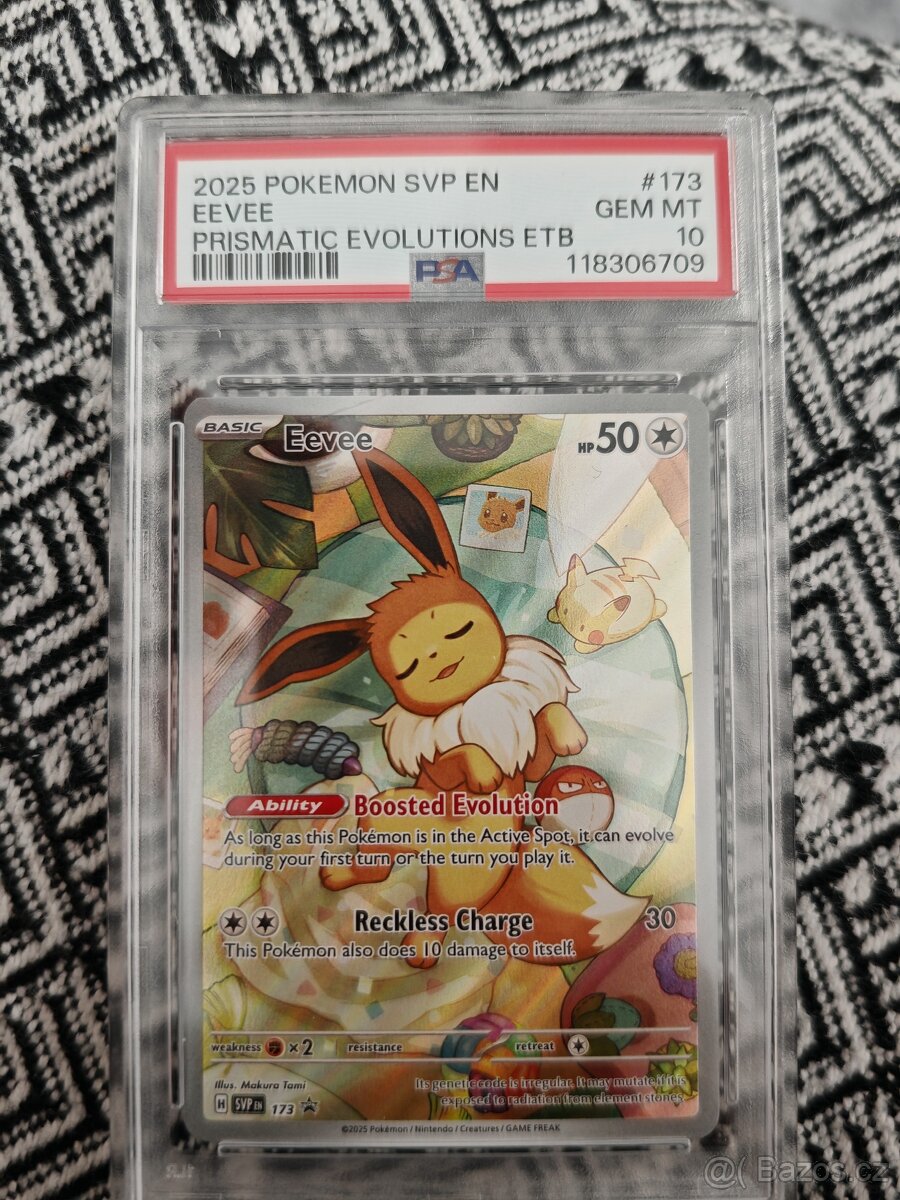 2025 POKEMON SVP EN #173
EEVEE GEM MT
PRISMATIC EVOLUTIONS ETB 10
PSA 118306709
BASIC Eevee HP 50
Ability Boosted Evolution
As long as this Pokémon is in the Active Spot, it can evolve
during your first turn or the turn you play it.
Reckless Charge 30
This Pokémon also does 10 damage to itself.
weakness ×2 resistance retreat
Illus. Makura Tami
Its genetic code is irregular. It may mutate if it is
exposed to radiation from element stones.
H SVP EN 173
©2025 Pokémon / Nintendo / Creatures / GAME FREAK
@( Bazos.cz